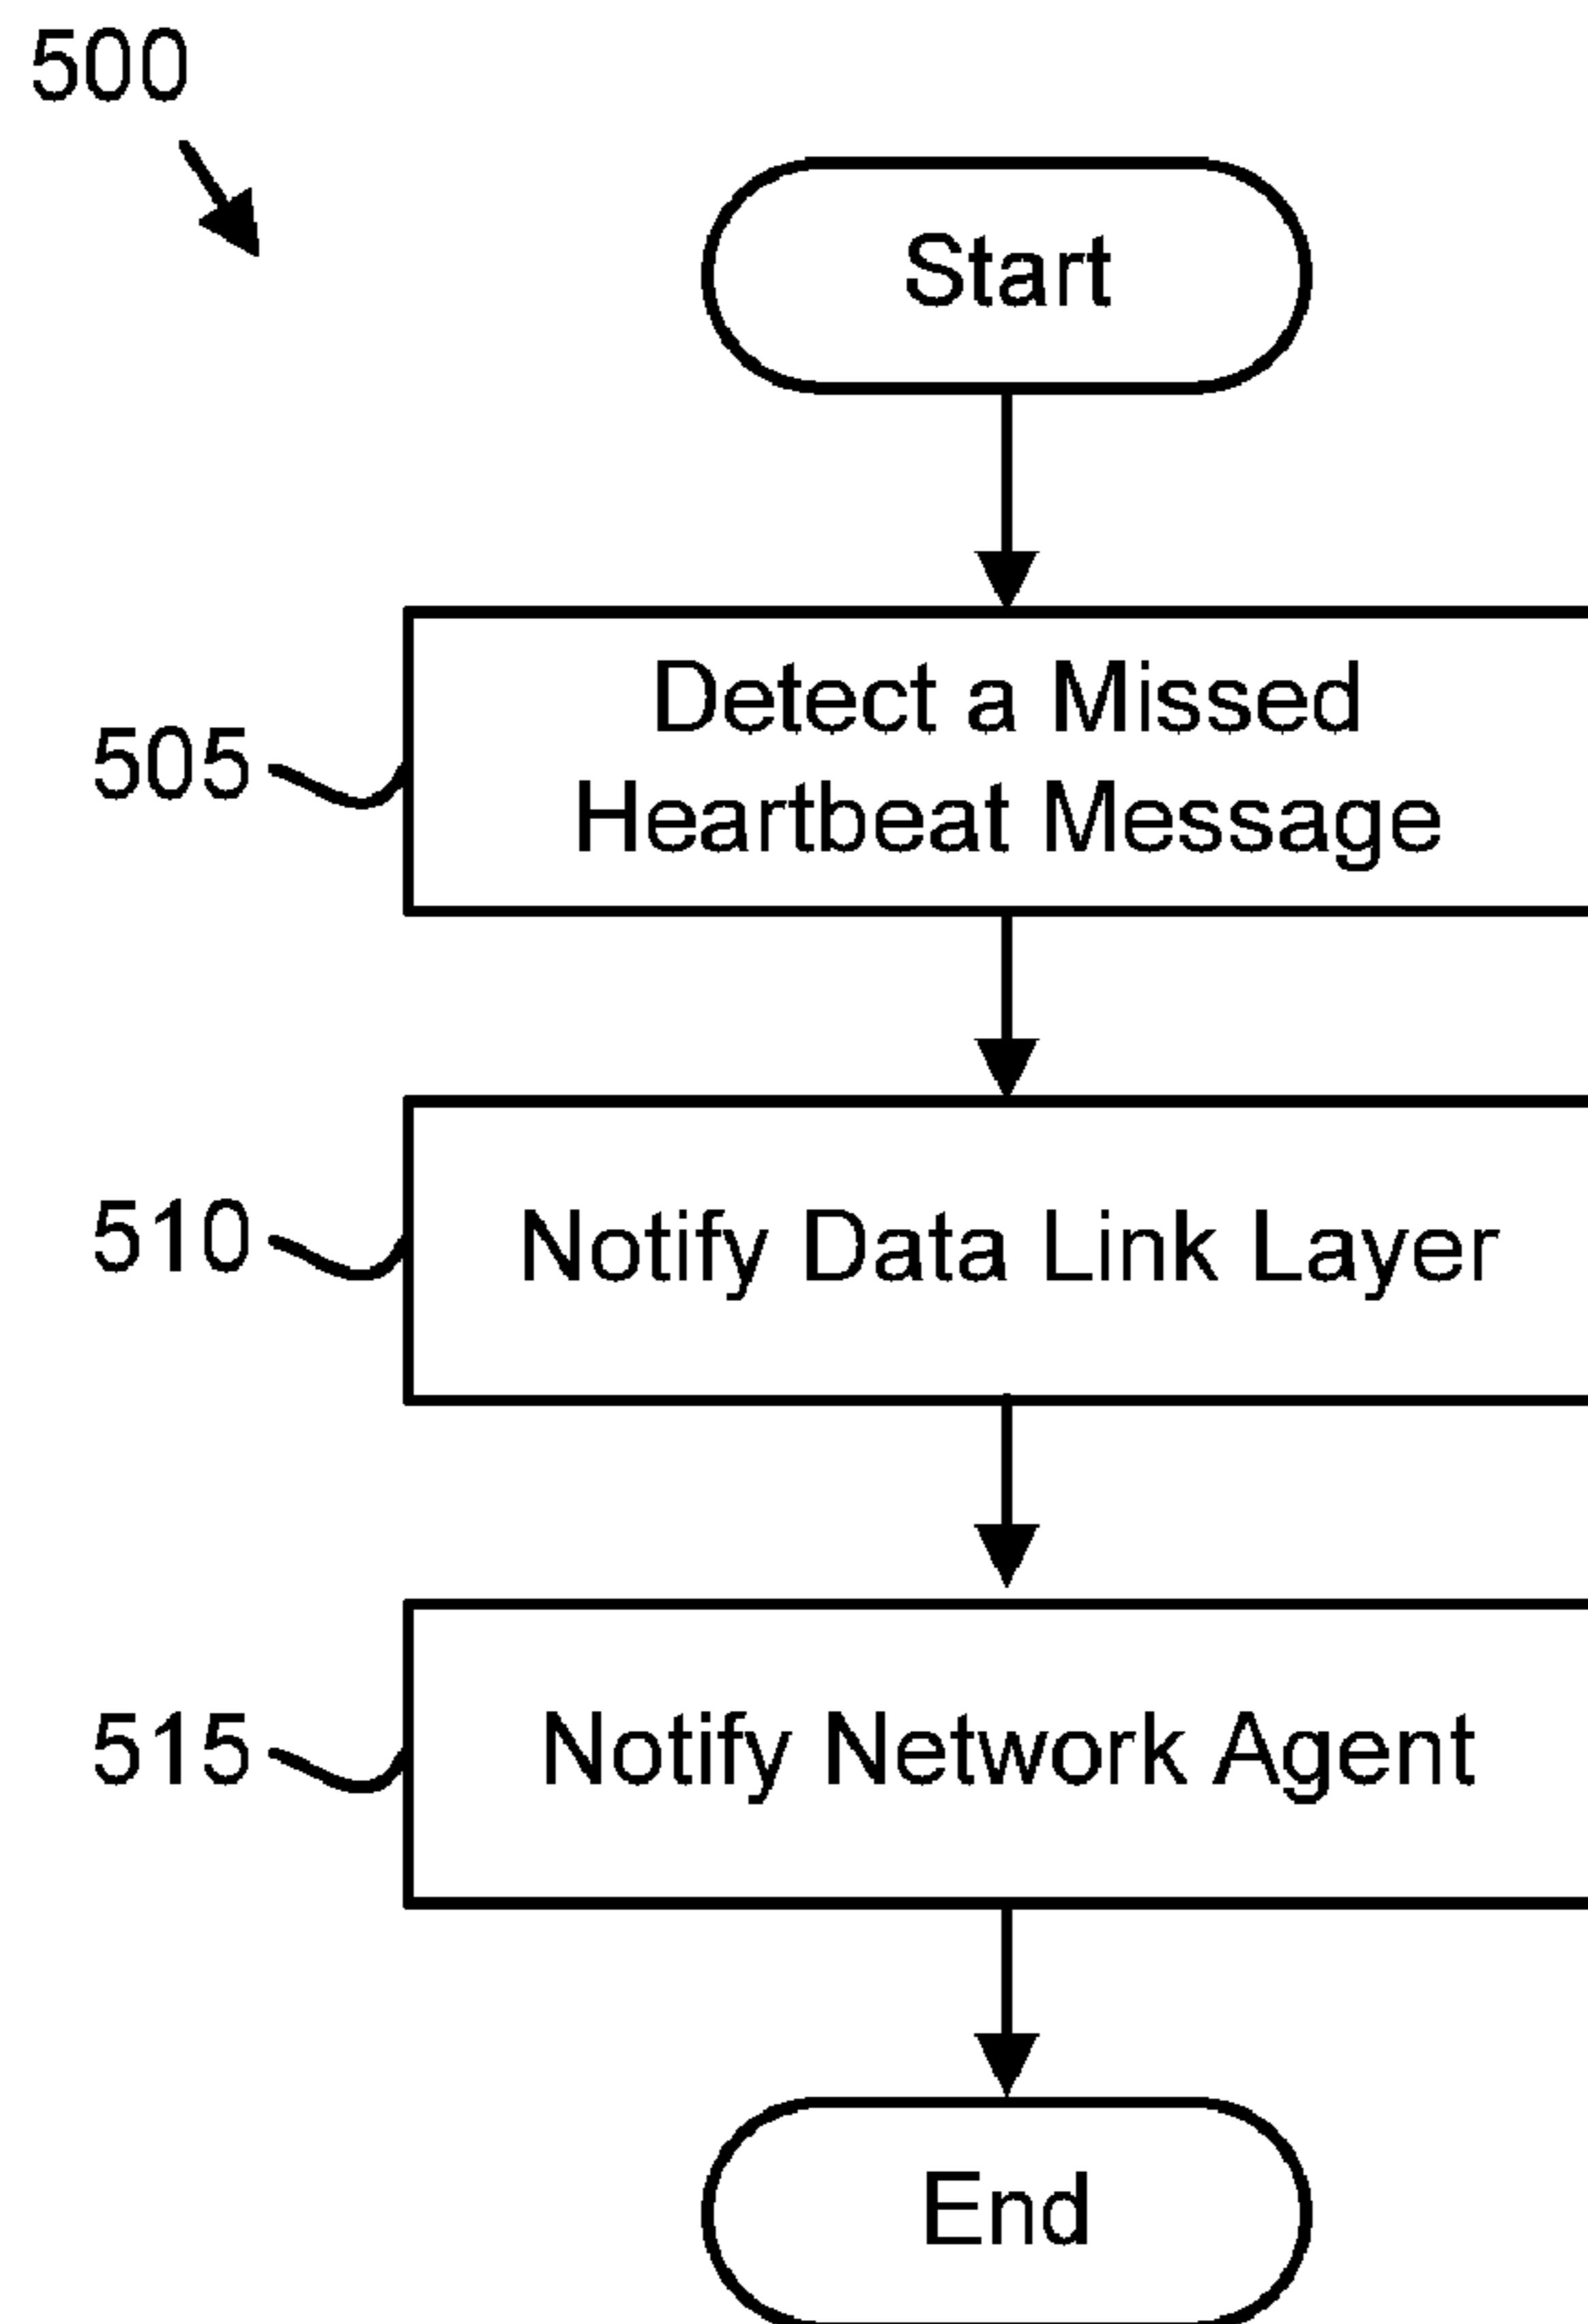 500
Start
505
Detect a Missed
Heartbeat Message
510
Notify Data Link Layer
515
Notify Network Agent
End